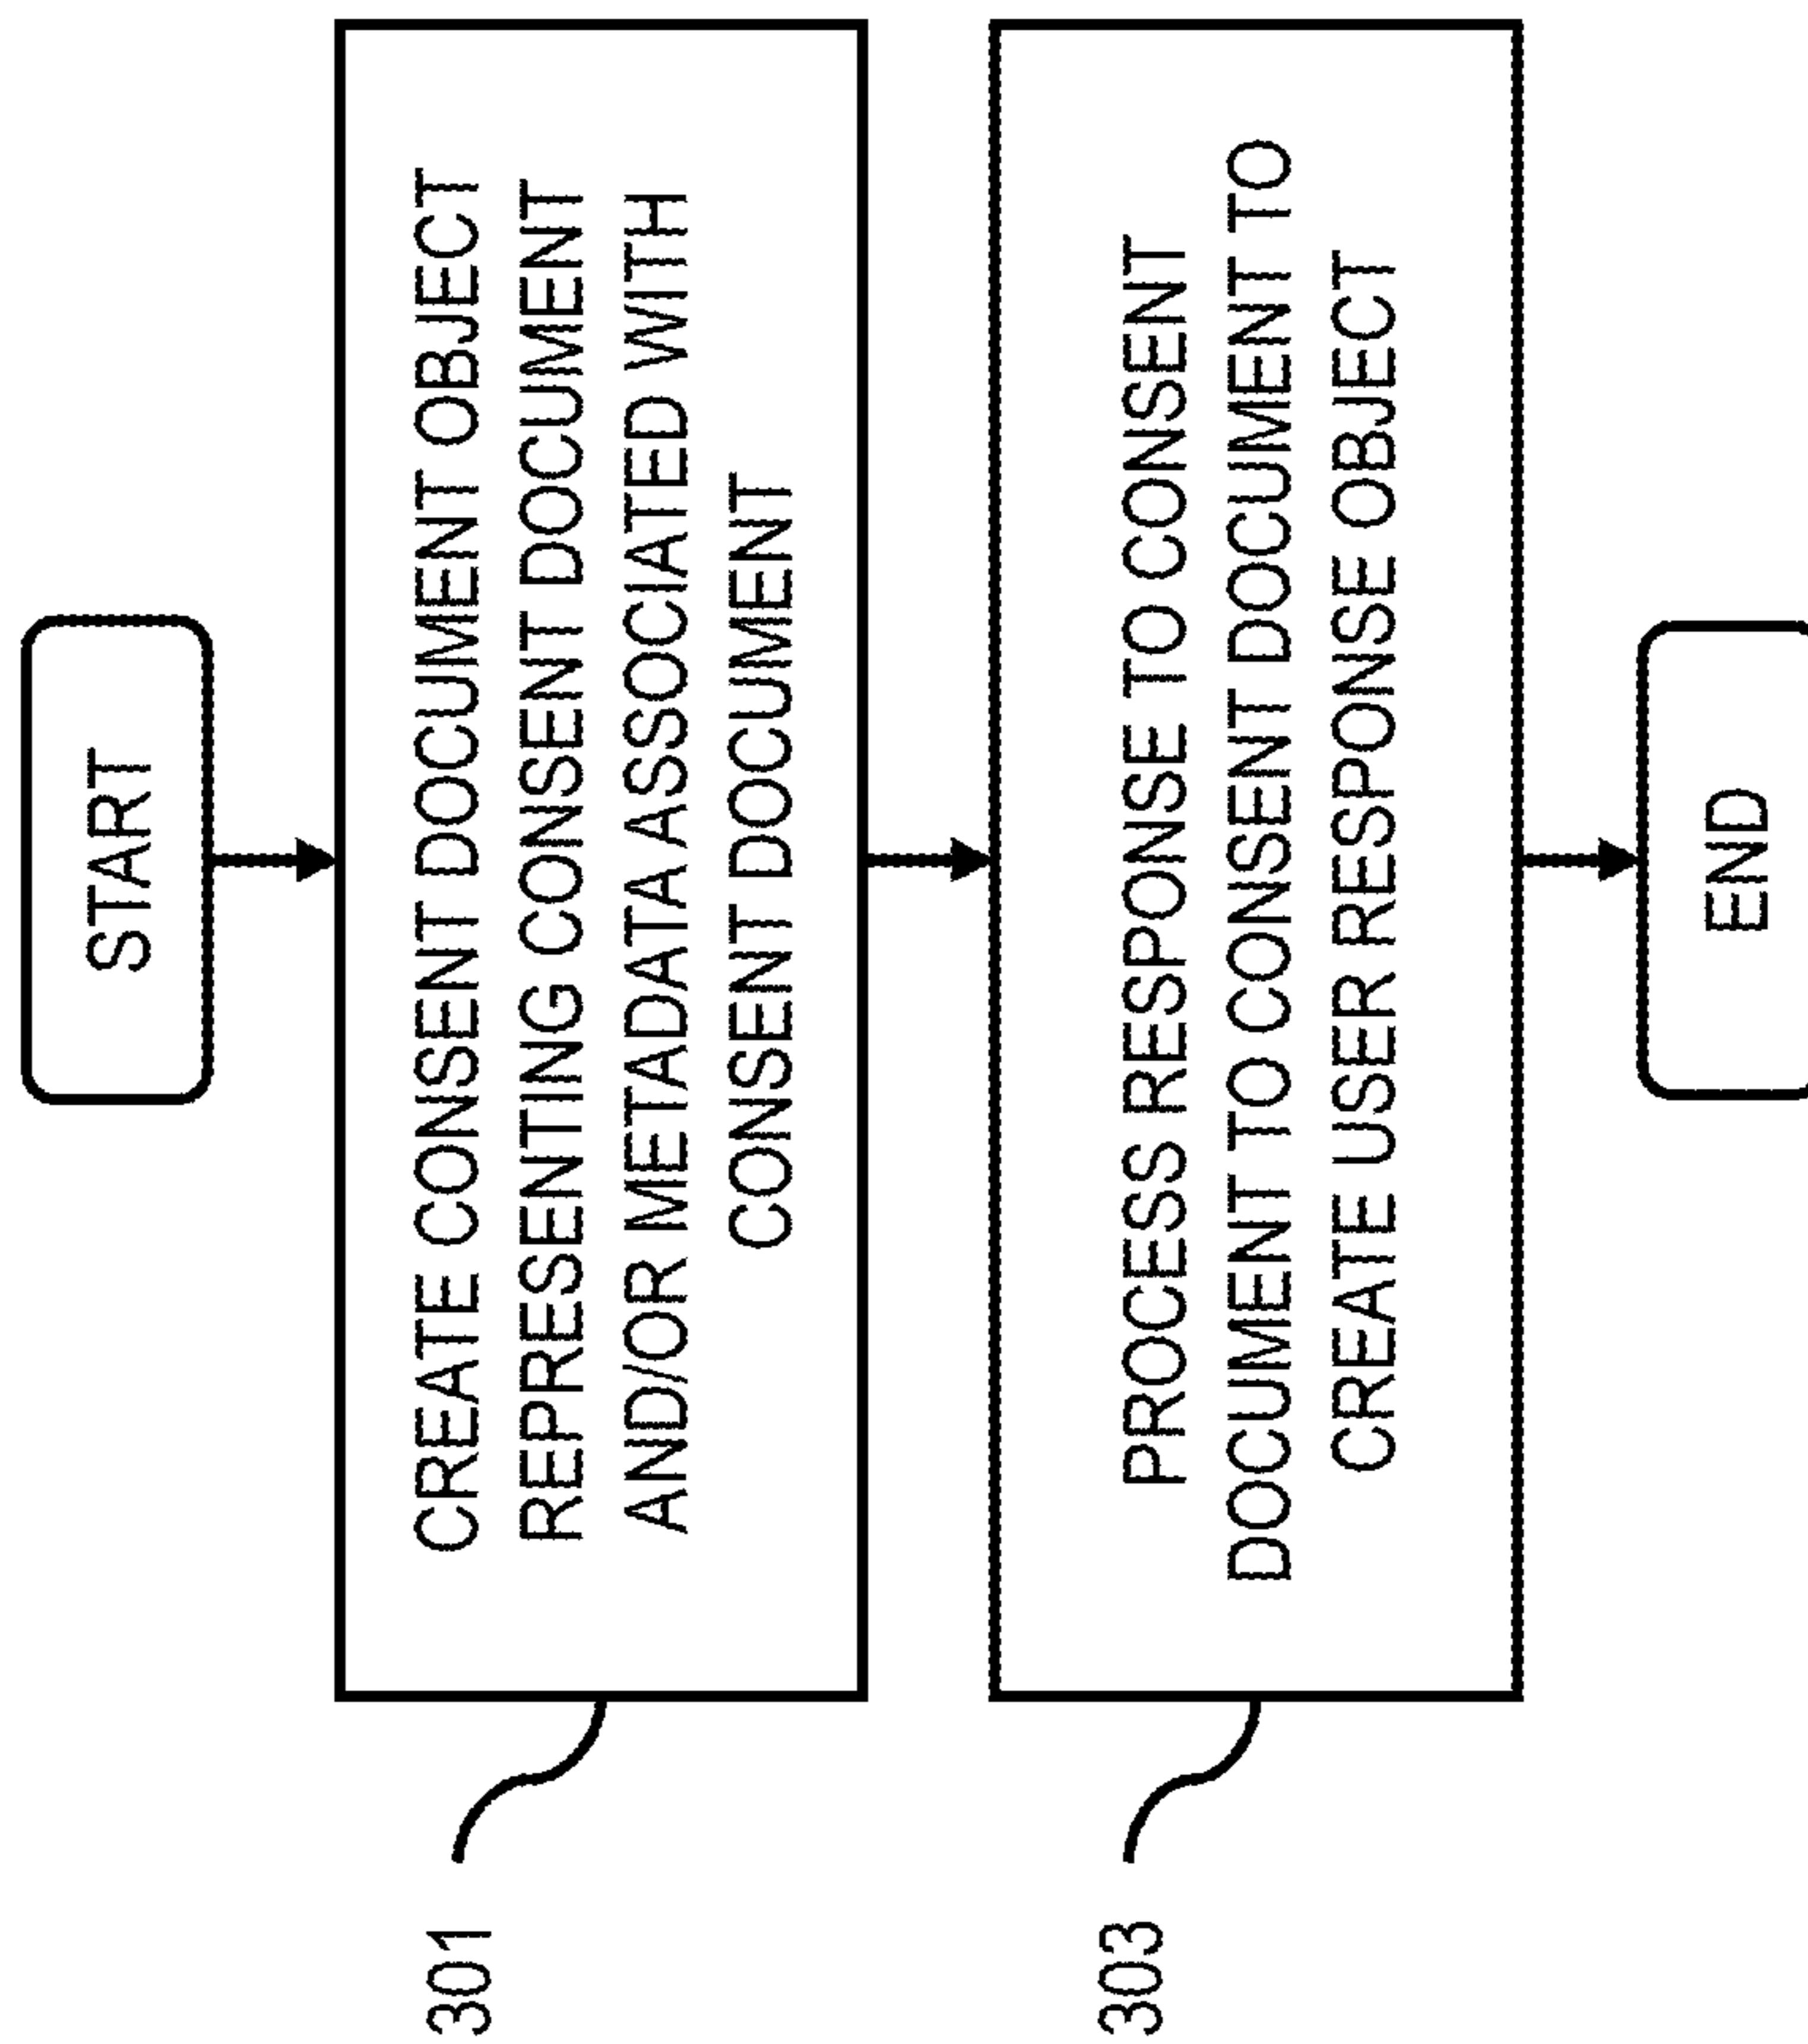 START
301
CREATE CONSENT DOCUMENT OBJECT
REPRESENTING CONSENT DOCUMENT
AND/OR METADATA ASSOCIATED WITH
CONSENT DOCUMENT
303
PROCESS RESPONSE TO CONSENT
DOCUMENT TO CONSENT DOCUMENT TO
CREATE USER RESPONSE OBJECT
END